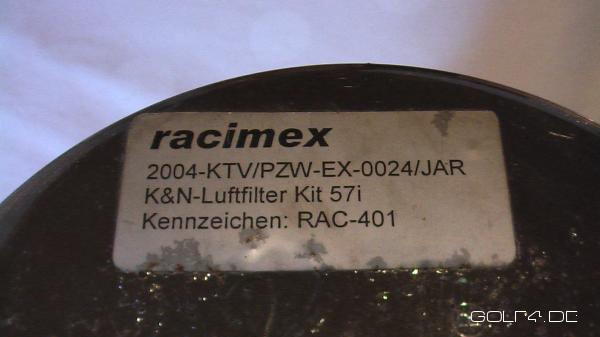 racimex
2004-KTV/PZW-EX-0024/JAR
K&N-Luftfilter Kit 57i
Kennzeichen: RAC-401
GOLF4.DE